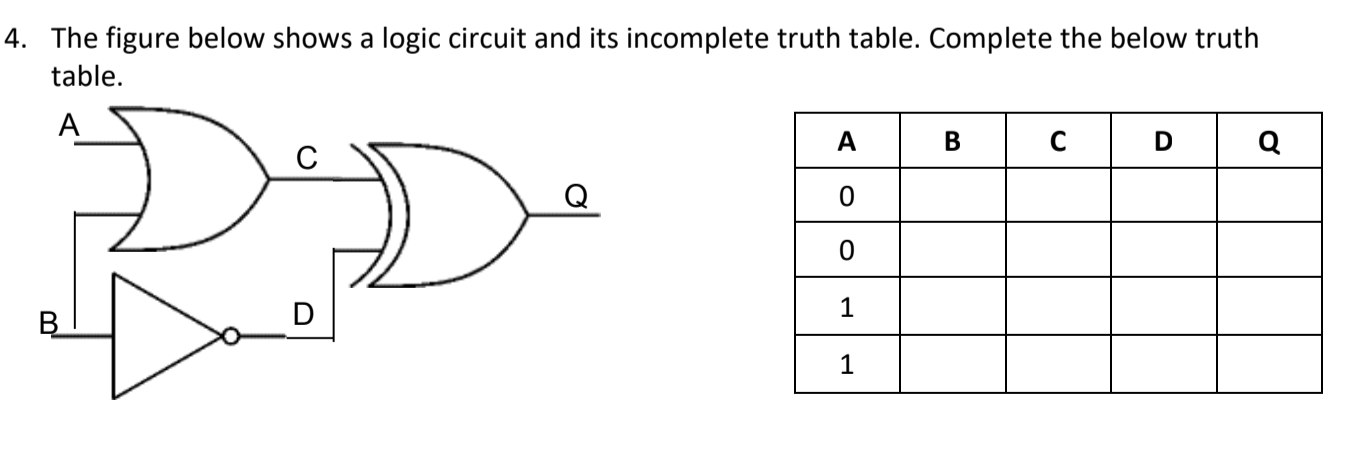 4. The figure below shows a logic circuit and its incomplete truth table. Complete the below truth
table.
A
C
Q
B
D
A B C D Q
0
0
1
1